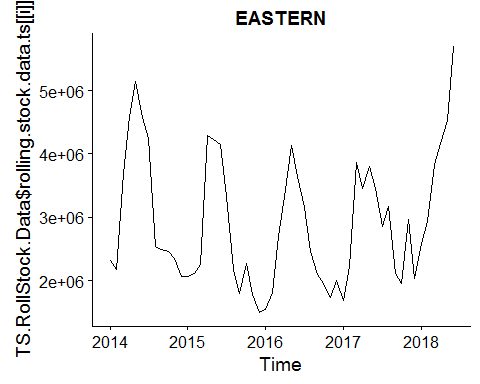 EASTERN
TS.RollStock.Data$rolling.stock.data.ts[[i]]
5e+06
4e+06
3e+06
2e+06
2014 2015 2016 2017 2018
Time